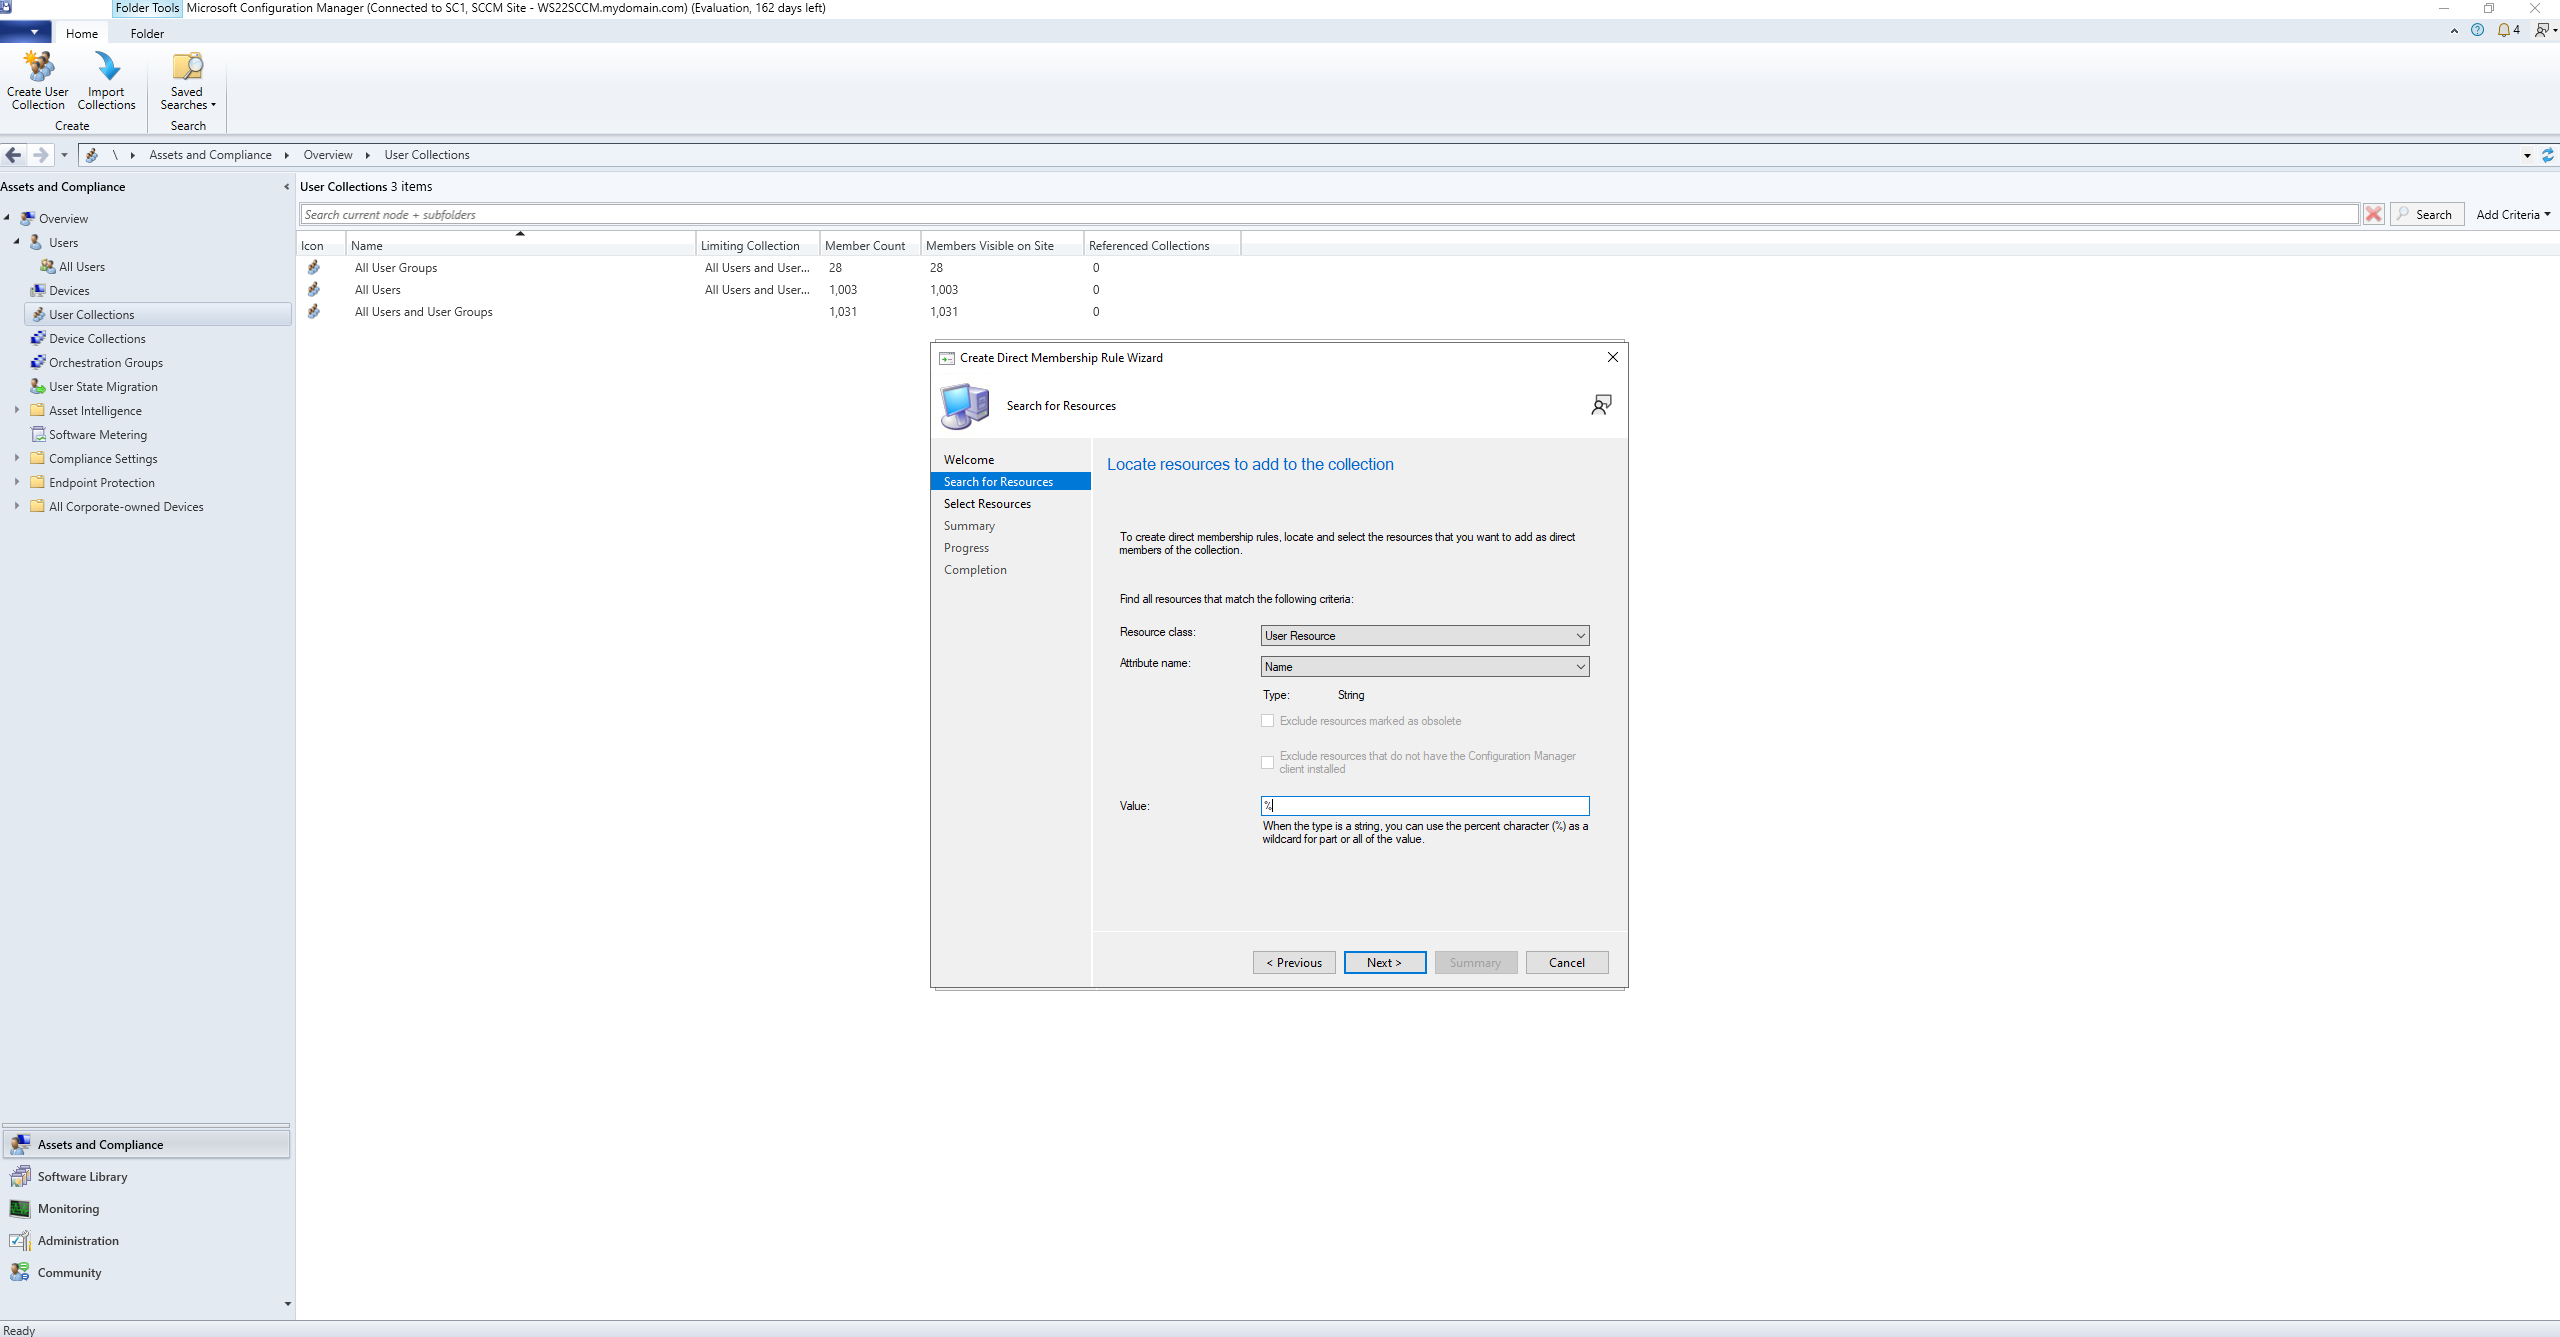 Folder Tools Microsoft Configuration Manager (Connected to SC1, SCCM Site - WS22SCCM.mydomain.com) (Evaluation, 162 days left)
Home Folder
4
Create User Collection
Import Collections
Saved Searches
Create
Search
\ Assets and Compliance Overview User Collections
Assets and Compliance
Overview
Users
All Users
Devices
User Collections
Device Collections
Orchestration Groups
User State Migration
Asset Intelligence
Software Metering
Compliance Settings
Endpoint Protection
All Corporate-owned Devices
Assets and Compliance
Software Library
Monitoring
Administration
Community
User Collections 3 items
Search current node + subfolders
Search
Add Criteria
Icon Name Limiting Collection Member Count Members Visible on Site Referenced Collections
All User Groups All Users and User... 28 28 0
All Users All Users and User... 1,003 1,003 0
All Users and User Groups 1,031 1,031 0
Create Direct Membership Rule Wizard
Search for Resources
Welcome
Search for Resources
Select Resources
Summary
Progress
Completion
Locate resources to add to the collection
To create direct membership rules, locate and select the resources that you want to add as direct
members of the collection.
Find all resources that match the following criteria:
Resource class: User Resource
Attribute name: Name
Type: String
Exclude resources marked as obsolete
Exclude resources that do not have the Configuration Manager
client installed
Value: %
When the type is a string, you can use the percent character (%) as a
wildcard for part or all of the value.
< Previous Next > Summary Cancel
Ready